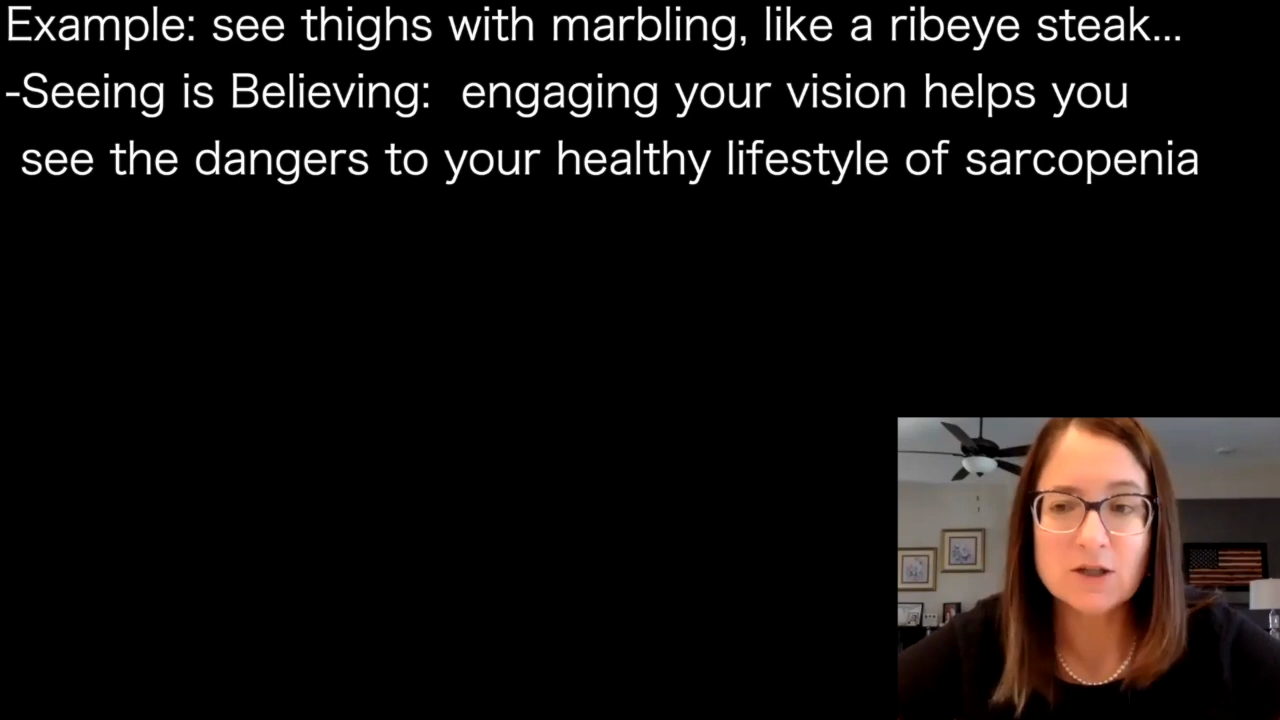 Example: see thighs with marbling, like a ribeye steak...
-Seeing is Believing:  engaging your vision helps you
see the dangers to your healthy lifestyle of sarcopenia